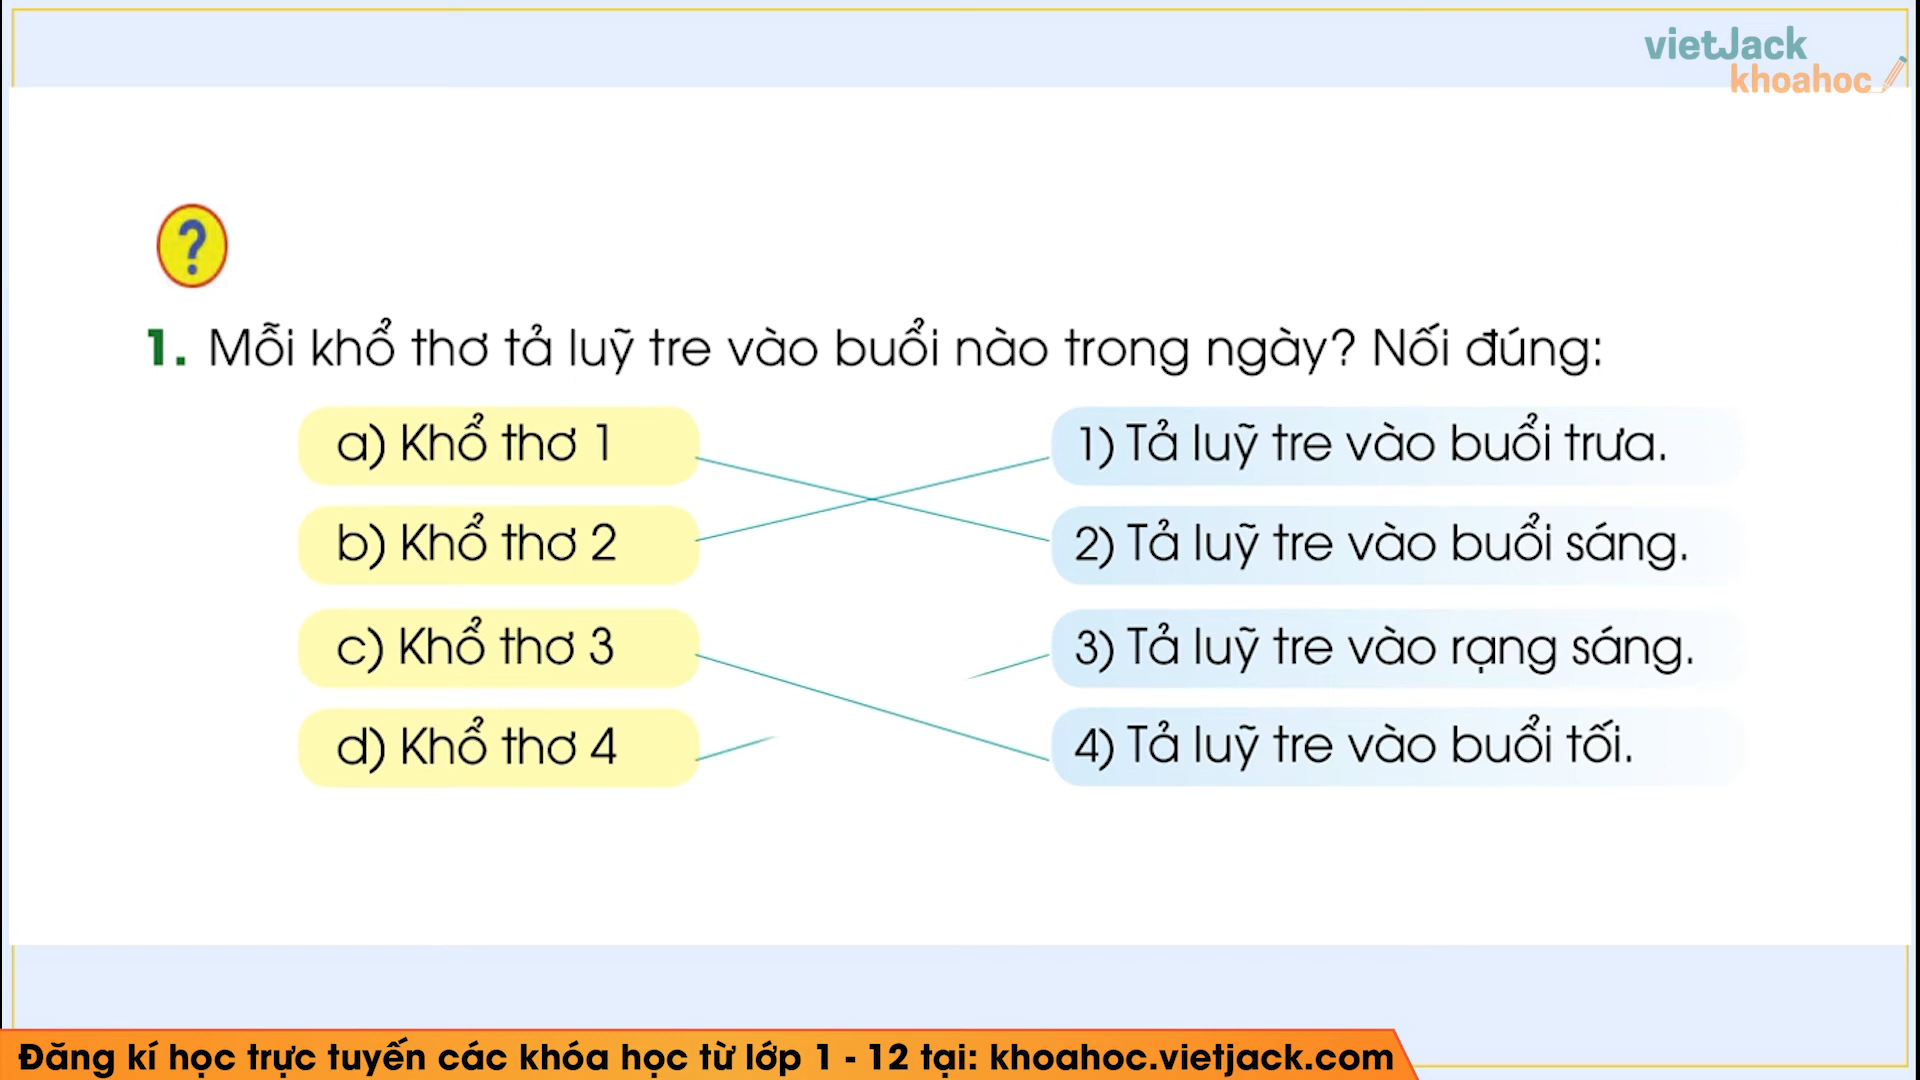 vietJack
khoahoc
?
1. Mỗi khổ thơ tả luỹ tre vào buổi nào trong ngày? Nối đúng:
a) Khổ thơ 1
1) Tả luỹ tre vào buổi trưa.
b) Khổ thơ 2
2) Tả luỹ tre vào buổi sáng.
c) Khổ thơ 3
3) Tả luỹ tre vào rạng sáng.
d) Khổ thơ 4
4) Tả luỹ tre vào buổi tối.
Đăng kí học trực tuyến các khóa học từ lớp 1 - 12 tại: khoahoc.vietjack.com